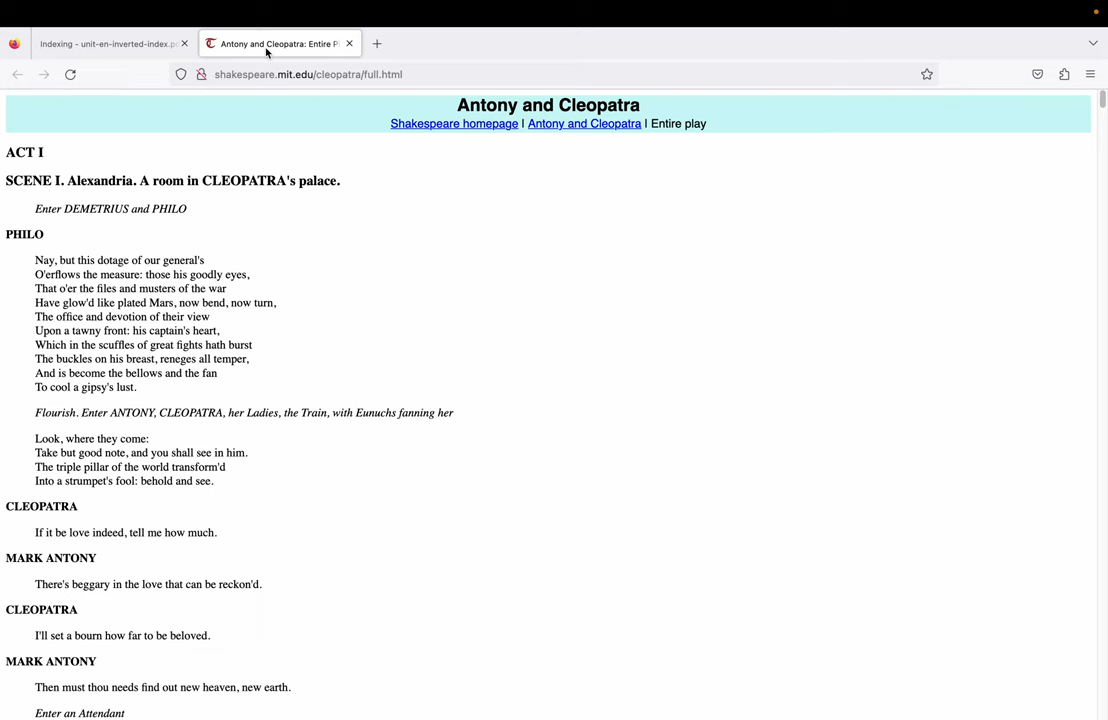 Indexing - unit-en-inverted-index.p
Antony and Cleopatra: Entire P
shakespeare.mit.edu/cleopatra/full.html
Antony and Cleopatra
Shakespeare homepage | Antony and Cleopatra | Entire play
ACT I
SCENE I. Alexandria. A room in CLEOPATRA's palace.
Enter DEMETRIUS and PHILO
PHILO
Nay, but this dotage of our general's
O'erflows the measure: those his goodly eyes,
That o'er the files and musters of the war
Have glow'd like plated Mars, now bend, now turn,
The office and devotion of their view
Upon a tawny front: his captain's heart,
Which in the scuffles of great fights hath burst
The buckles on his breast, reneges all temper,
And is become the bellows and the fan
To cool a gipsy's lust.
Flourish. Enter ANTONY, CLEOPATRA, her Ladies, the Train, with Eunuchs fanning her
Look, where they come:
Take but good note, and you shall see in him.
The triple pillar of the world transform'd
Into a strumpet's fool: behold and see.
CLEOPATRA
If it be love indeed, tell me how much.
MARK ANTONY
There's beggary in the love that can be reckon'd.
CLEOPATRA
I'll set a bourn how far to be beloved.
MARK ANTONY
Then must thou needs find out new heaven, new earth.
Enter an Attendant